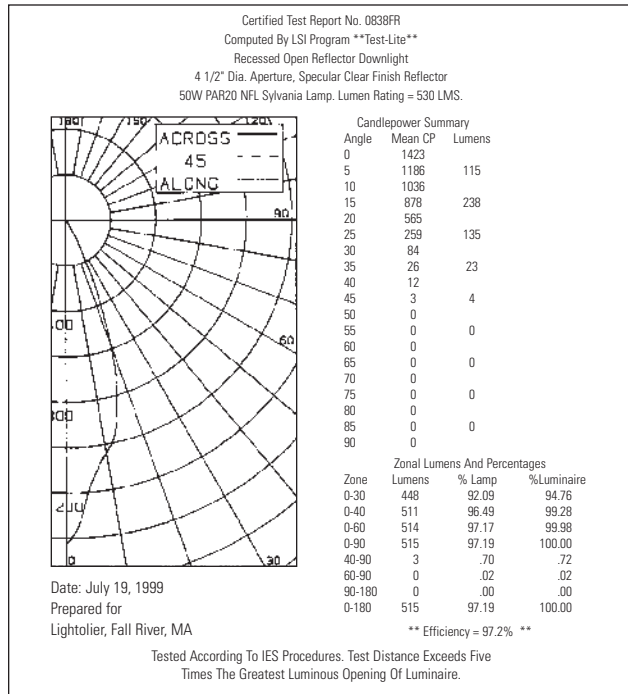 Certified Test Report No. 0838FR
Computed By LSI Program **Test-Lite**
Recessed Open Reflector Downlight
4 1/2" Dia. Aperture, Specular Clear Finish Reflector
50W PAR20 NFL Sylvania Lamp. Lumen Rating = 530 LMS.
180 120
ACROSS
45
ALONG
90
60
30
0
Candlepower Summary
Angle Mean CP Lumens
0 1423
5 1186 115
10 1036
15 878 238
20 565
25 259 135
30 84
35 26 23
40 12
45 3 4
50 0
55 0 0
60 0
65 0 0
70 0
75 0 0
80 0
85 0 0
90 0
Zonal Lumens And Percentages
Zone Lumens % Lamp %Luminaire
0-30 448 92.09 94.76
0-40 511 96.49 99.28
0-60 514 97.17 99.98
0-90 515 97.19 100.00
40-90 3 .70 .72
60-90 0 .02 .02
90-180 0 .00 .00
0-180 515 97.19 100.00
** Efficiency = 97.2% **
Date: July 19, 1999
Prepared for
Lightolier, Fall River, MA
Tested According To IES Procedures. Test Distance Exceeds Five
Times The Greatest Luminous Opening Of Luminaire.